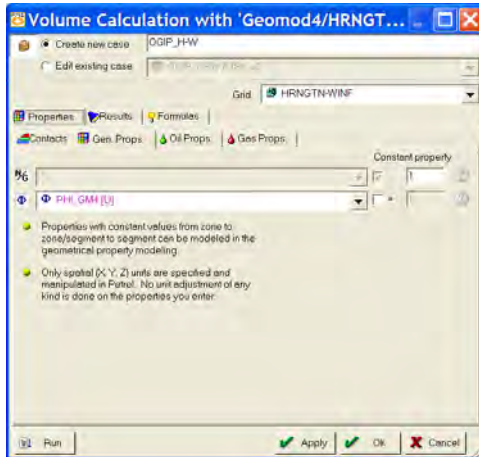 Volume Calculation with 'Geomod4/HRNGT...
Create new case
OGIP_H-W
Edit existing case
Grid
HRNGTN-WINF
Properties
Results
Formulas
Contacts
Gen. Props.
Oil Props.
Gas Props.
Constant property
N/G
1
Φ
Φ PHI_GMH [U]
=
Properties with constant values from zone to
zone/segment to segment can be modeled in the
geometrical property modeling.
Only spatial (X, Y, Z) units are specified and
manipulated in Petrel. No unit adjustment of any
kind is done on the properties you enter.
Run
Apply
Ok
Cancel